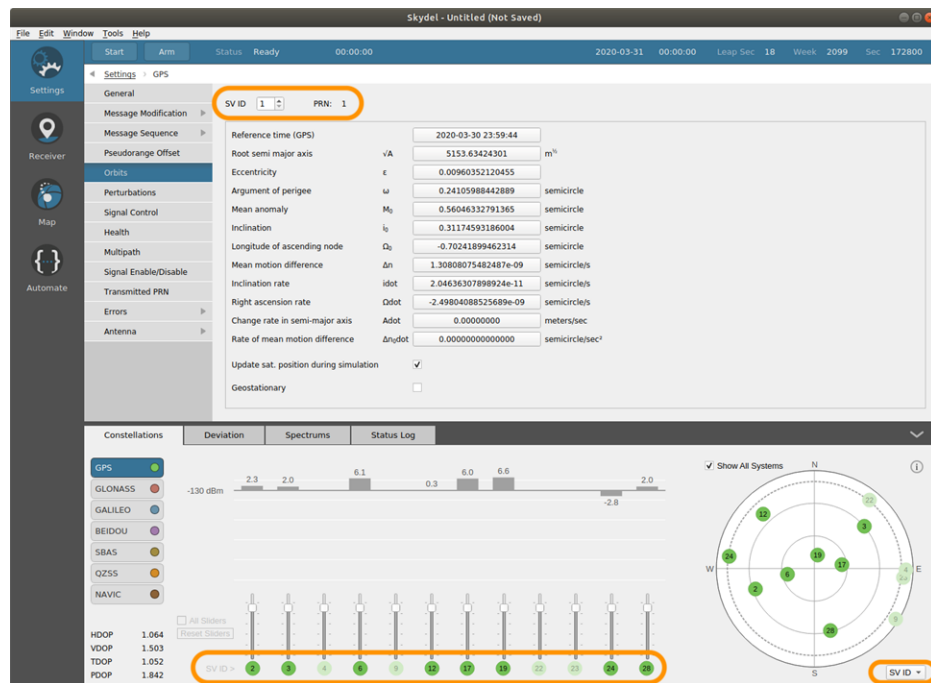 Skydel - Untitled (Not Saved)
File Edit Window Tools Help
Start Arm Status Ready 00:00:00 2020-03-31 00:00:00 Leap Sec 18 Week 2099 Sec 172800
Settings
Receiver
Map
Automate
Settings > GPS
General
Message Modification
Message Sequence
Pseudorange Offset
Orbits
Perturbations
Signal Control
Health
Multipath
Signal Enable/Disable
Transmitted PRN
Errors
Antenna
SV ID 1 PRN: 1
Reference time (GPS) 2020-03-30 23:59:44
Root semi major axis √A 5153.63424301 m½
Eccentricity ε 0.00960352120455
Argument of perigee ω 0.24105988442889 semicircle
Mean anomaly M₀ 0.56046332791365 semicircle
Inclination i₀ 0.31174593186004 semicircle
Longitude of ascending node Ω₀ -0.70241899462314 semicircle
Mean motion difference Δn 1.30808075482487e-09 semicircle/s
Inclination rate idot 2.04636307898924e-11 semicircle/s
Right ascension rate Ωdot -2.49804088525689e-09 semicircle/s
Change rate in semi-major axis Adot 0.00000000 meters/sec
Rate of mean motion difference Δn₀dot 0.00000000000000 semicircle/sec²
Update sat. position during simulation
Geostationary
Constellations Deviation Spectrums Status Log
GPS
GLONASS
GALILEO
BEIDOU
SBAS
QZSS
NAVIC
HDOP 1.064
VDOP 1.503
TDOP 1.052
PDOP 1.842
-130 dBm 2.3 2.0 6.1 0.3 6.0 6.6 -2.8 2.0
All Sliders
Reset Sliders
SV ID > 2 3 4 6 9 12 17 19 22 23 24 28
Show All Systems
N
22
12
3
24
19
17
W
E
4
23
6
2
9
28
S
SV ID